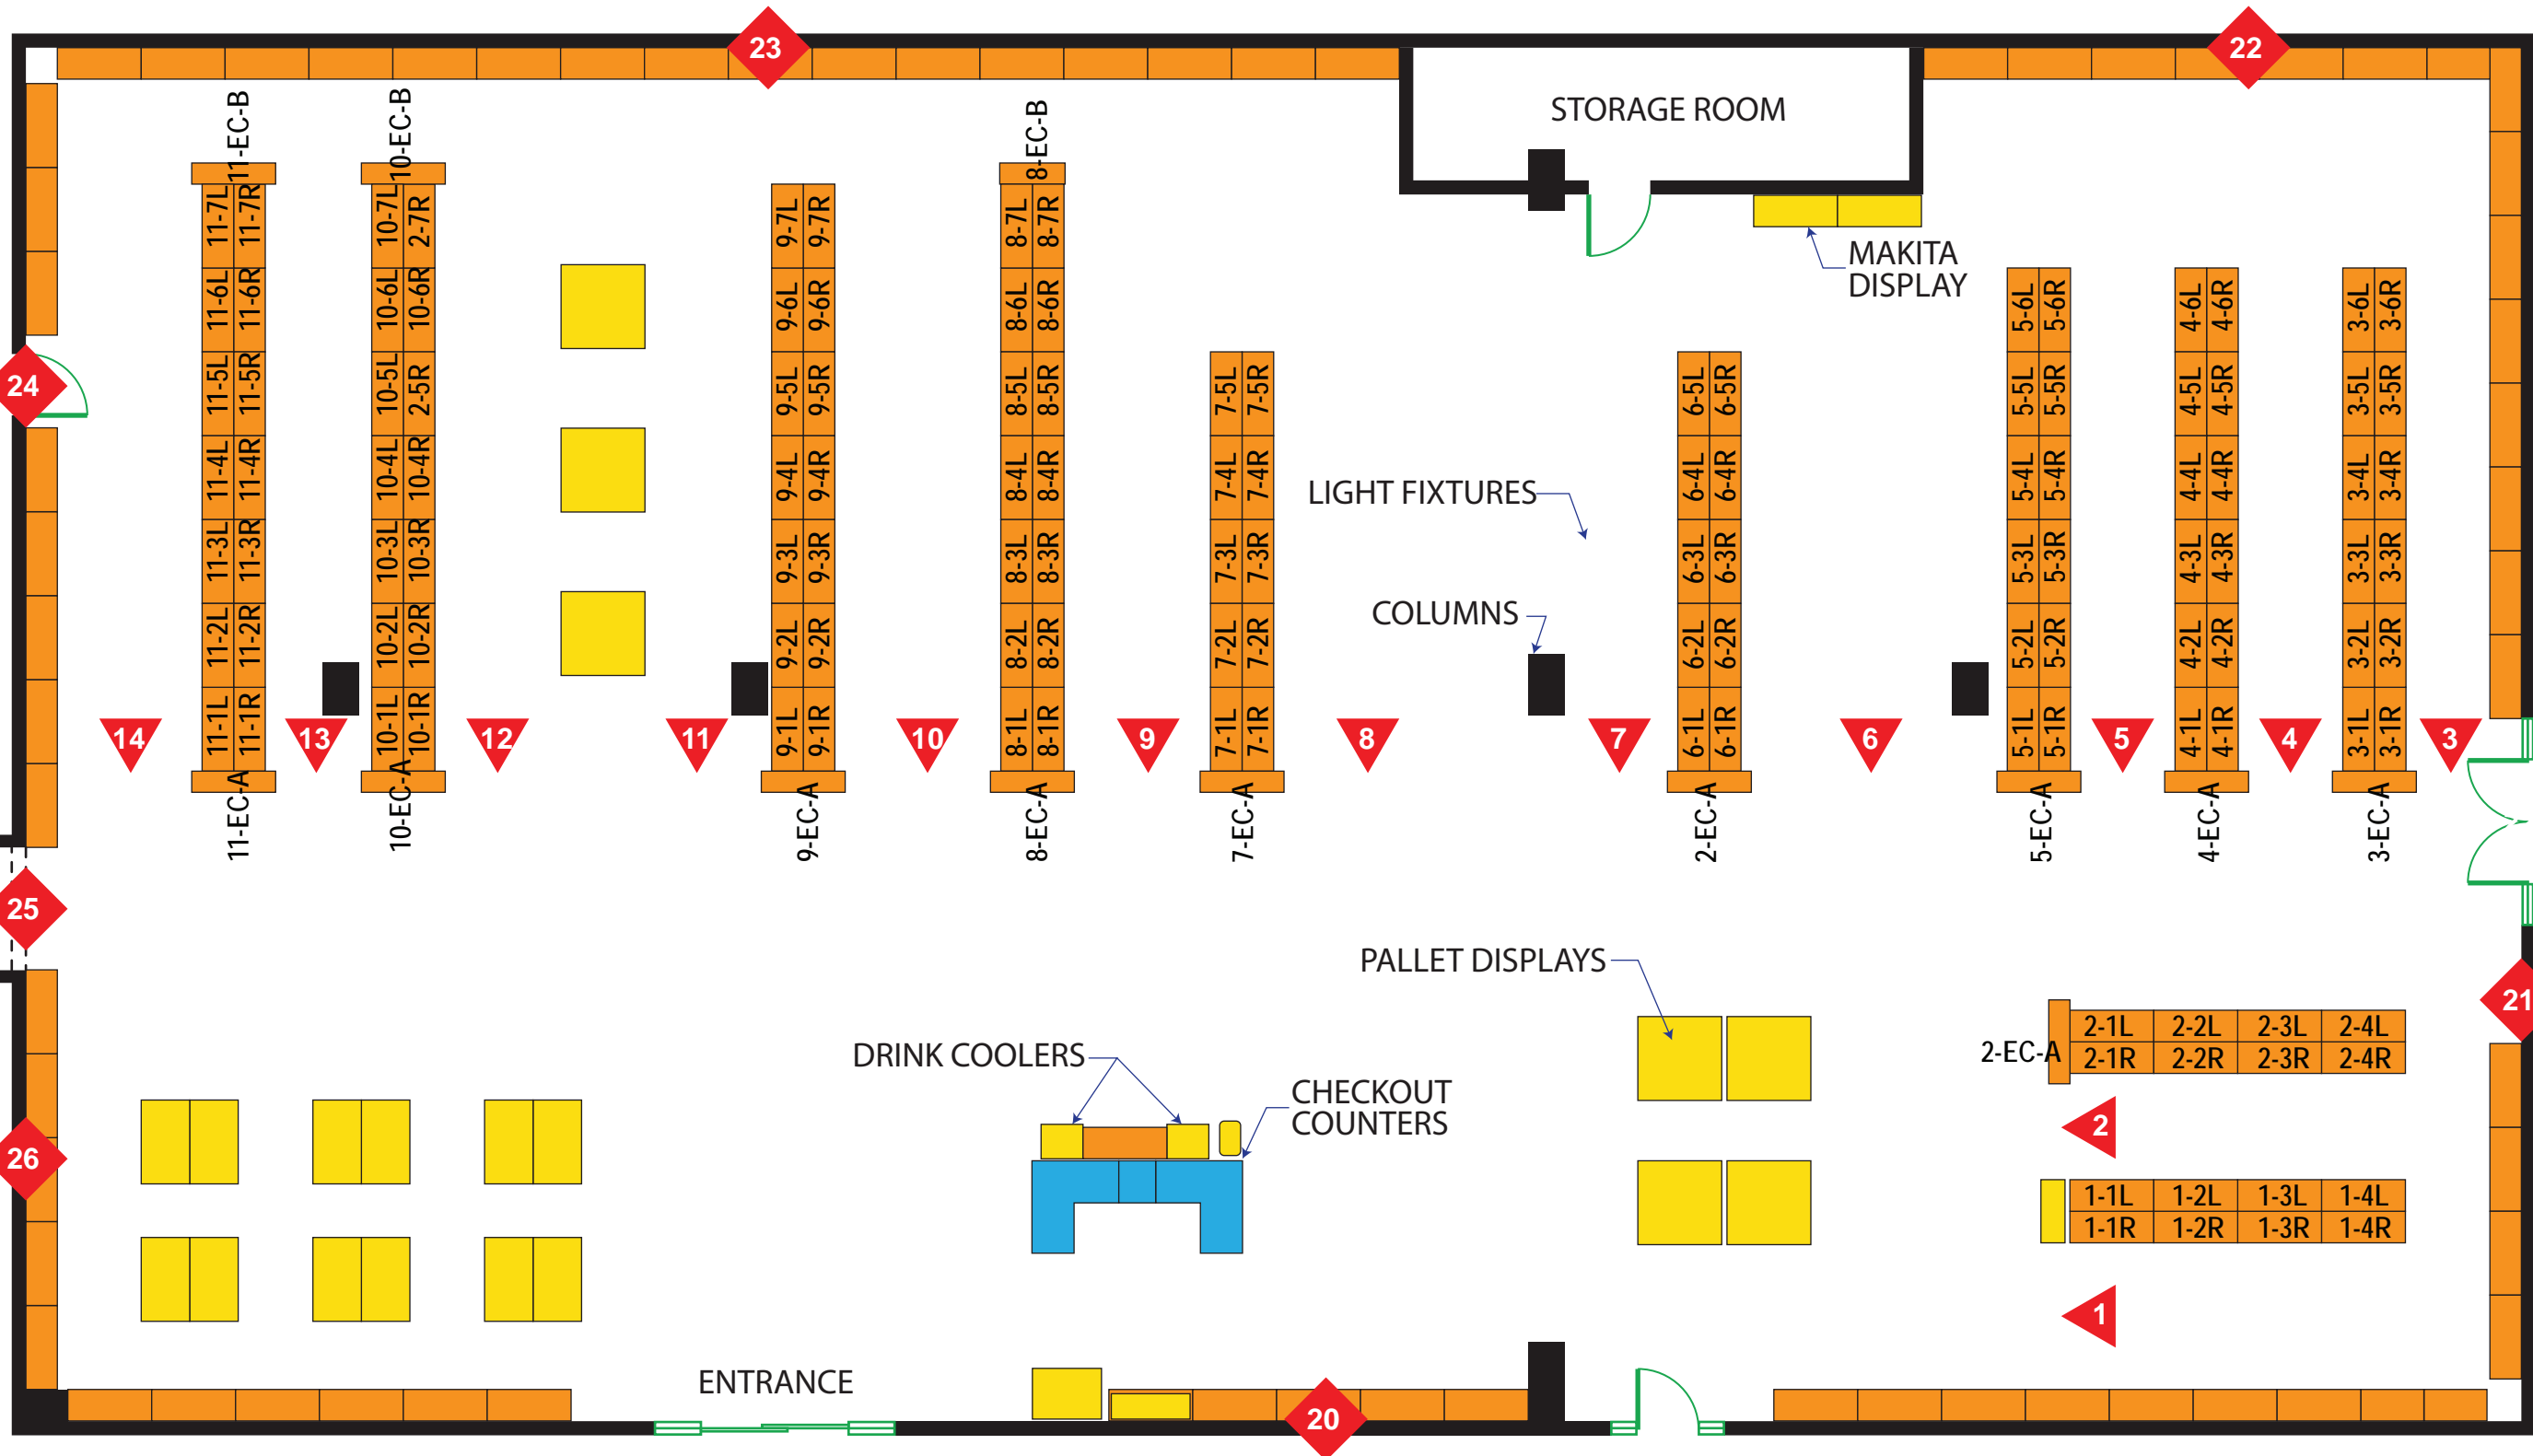 23
22
STORAGE ROOM
11-EC-B
10-EC-B
8-EC-B
11-7L
11-7R
10-7L
2-7R
9-7L
9-7R
8-7L
8-7R
MAKITA
DISPLAY
11-6L
11-6R
10-6L
10-6R
9-6L
9-6R
8-6L
8-6R
5-6L
5-6R
4-6L
4-6R
3-6L
3-6R
24
11-5L
11-5R
10-5L
2-5R
9-5L
9-5R
8-5L
8-5R
7-5L
7-5R
6-5L
6-5R
5-5L
5-5R
4-5L
4-5R
3-5L
3-5R
11-4L
11-4R
10-4L
10-4R
9-4L
9-4R
8-4L
8-4R
7-4L
7-4R
LIGHT FIXTURES
6-4L
6-4R
5-4L
5-4R
4-4L
4-4R
3-4L
3-4R
11-3L
11-3R
10-3L
10-3R
9-3L
9-3R
8-3L
8-3R
7-3L
7-3R
6-3L
6-3R
5-3L
5-3R
4-3L
4-3R
3-3L
3-3R
COLUMNS
11-2L
11-2R
10-2L
10-2R
9-2L
9-2R
8-2L
8-2R
7-2L
7-2R
6-2L
6-2R
5-2L
5-2R
4-2L
4-2R
3-2L
3-2R
14
11-1L
11-1R
13
10-1L
10-1R
12
11
9-1L
9-1R
10
8-1L
8-1R
9
7-1L
7-1R
8
7
6-1L
6-1R
6
5-1L
5-1R
5
4-1L
4-1R
4
3-1L
3-1R
3
11-EC-A
10-EC-A
9-EC-A
8-EC-A
7-EC-A
2-EC-A
5-EC-A
4-EC-A
3-EC-A
25
PALLET DISPLAYS
21
2-EC-A
2-1L
2-2L
2-3L
2-4L
2-1R
2-2R
2-3R
2-4R
DRINK COOLERS
CHECKOUT
COUNTERS
2
26
1-1L
1-2L
1-3L
1-4L
1-1R
1-2R
1-3R
1-4R
1
ENTRANCE
20